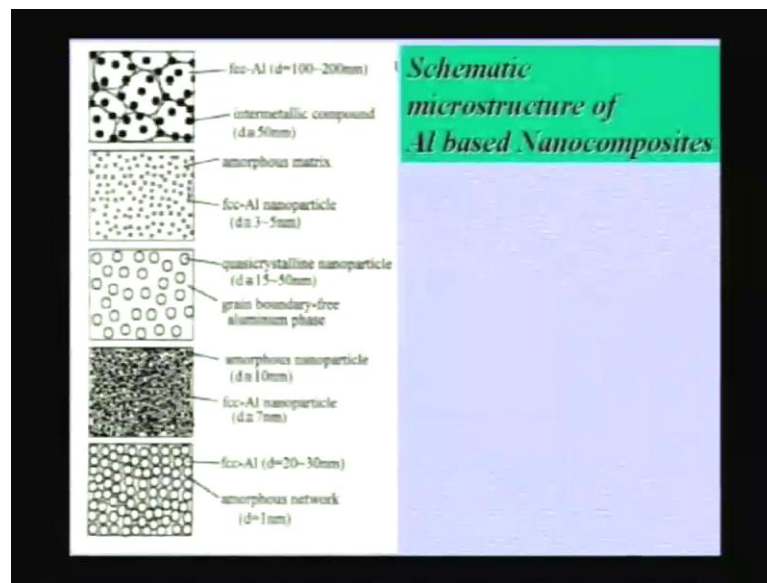 fcc-Al (d=100~200nm)
intermetallic compound
(d≅50nm)
amorphous matrix
fcc-Al nanoparticle
(d≅3~5nm)
quasicrystalline nanoparticle
(d≅15~50nm)
grain boundary-free
aluminum phase
amorphous nanoparticle
(d≅10nm)
fcc-Al nanoparticle
(d≅7nm)
fcc-Al (d=20~30nm)
amorphous network
(d=1nm)
Schematic
microstructure of
Al based Nanocomposites